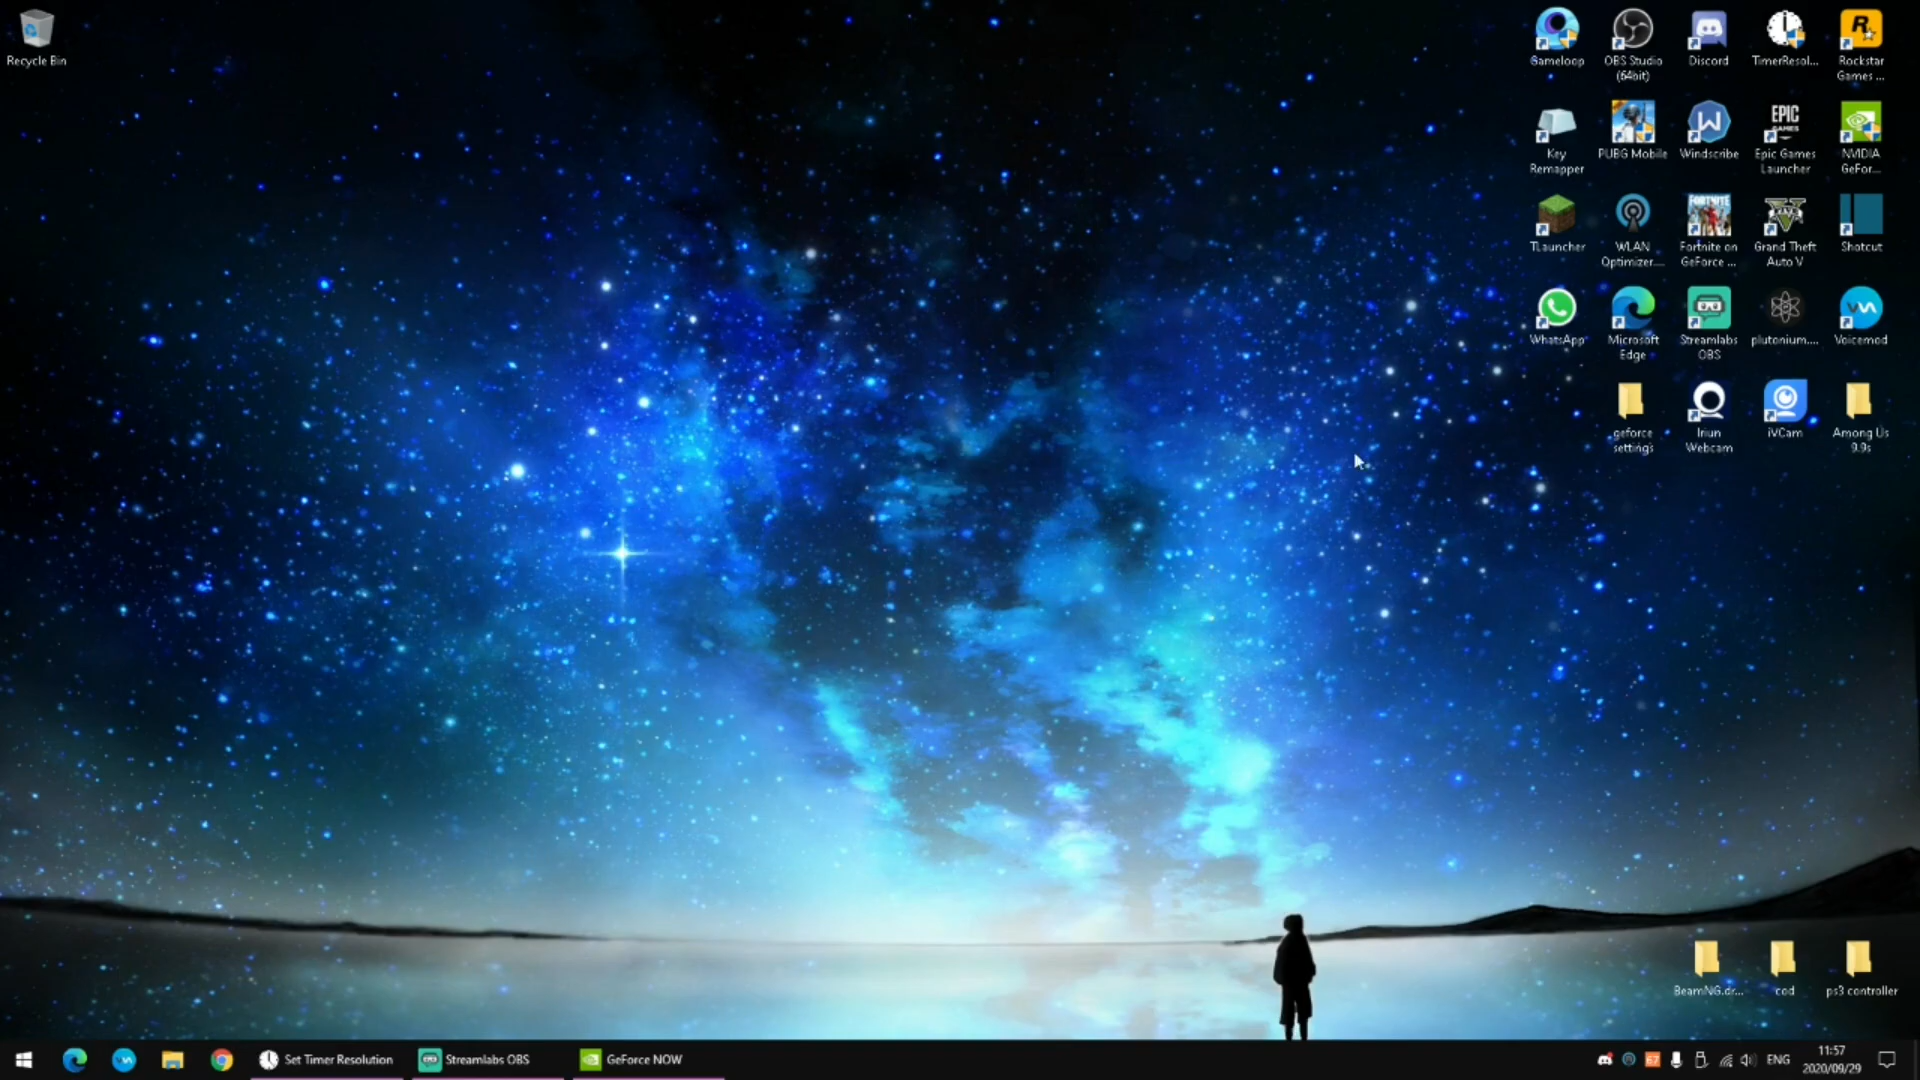 Recycle Bin
Gameloop
OBS Studio
(64bit)
Discord
TimerResol...
Rockstar
Games ...
Key
Remapper
PUBG Mobile
Windscribe
EPIC
GAMES
Epic Games
Launcher
NVIDIA
GeFor...
TLauncher
WLAN
Optimizer....
FORTNITE
Fortnite on
GeForce ...
Grand Theft
Auto V
Shotcut
WhatsApp
Microsoft
Edge
Streamlabs
OBS
plutonium....
Voicemod
geforce
settings
Iriun
Webcam
iVCam
Among Us
9.9s
BeamNG.dr...
cod
ps3 controller
Set Timer Resolution
Streamlabs OBS
GeForce NOW
67
ENG
11:57
2020/09/29